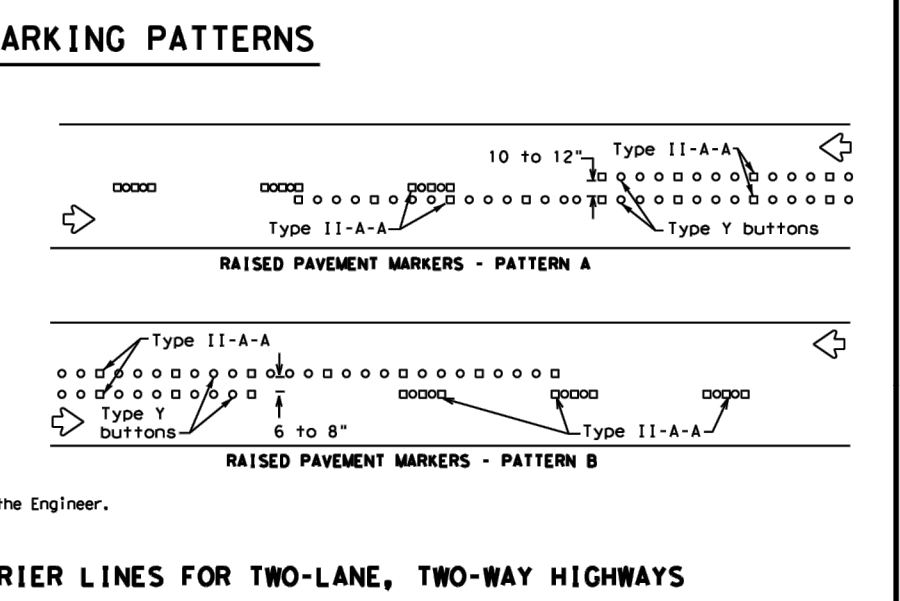 ARKING PATTERNS
10 to 12"
Type II-A-A
Type II-A-A
Type Y buttons
RAISED PAVEMENT MARKERS - PATTERN A
Type II-A-A
Type Y
buttons
6 to 8"
Type II-A-A
RAISED PAVEMENT MARKERS - PATTERN B
the Engineer.
RIER LINES FOR TWO-LANE, TWO-WAY HIGHWAYS